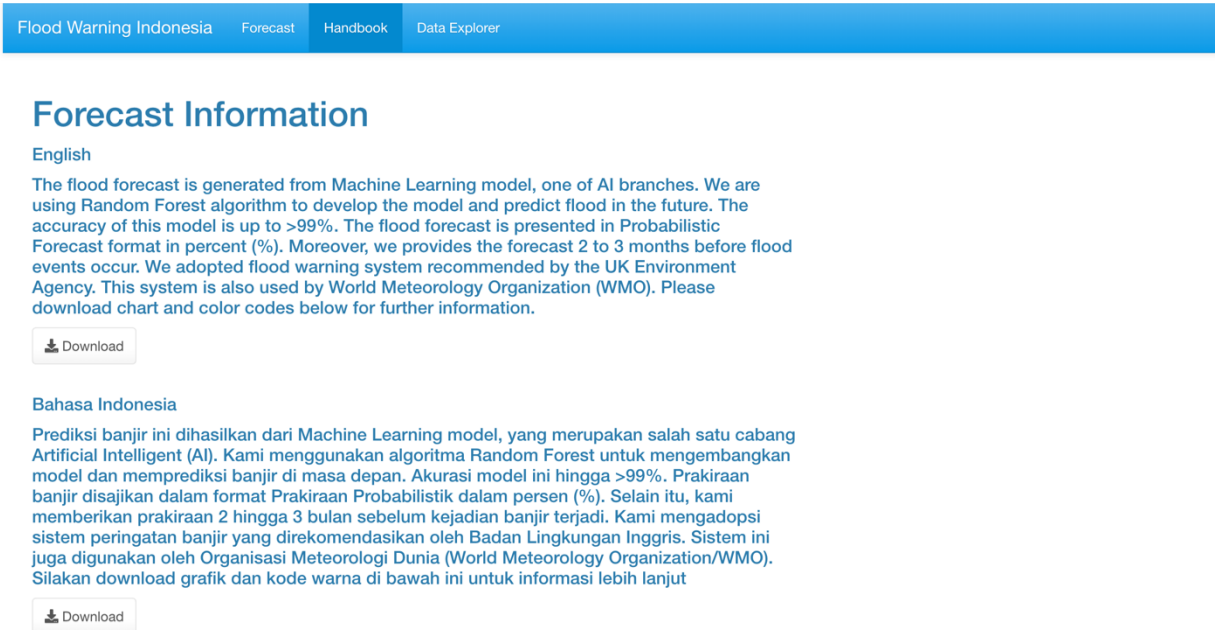 Flood Warning Indonesia Forecast Handbook Data Explorer
Forecast Information
English
The flood forecast is generated from Machine Learning model, one of AI branches. We are
using Random Forest algorithm to develop the model and predict flood in the future. The
accuracy of this model is up to >99%. The flood forecast is presented in Probabilistic
Forecast format in percent (%). Moreover, we provides the forecast 2 to 3 months before flood
events occur. We adopted flood warning system recommended by the UK Environment
Agency. This system is also used by World Meteorology Organization (WMO). Please
download chart and color codes below for further information.
Download
Bahasa Indonesia
Prediksi banjir ini dihasilkan dari Machine Learning model, yang merupakan salah satu cabang
Artificial Intelligent (AI). Kami menggunakan algoritma Random Forest untuk mengembangkan
model dan memprediksi banjir di masa depan. Akurasi model ini hingga >99%. Prakiraan
banjir disajikan dalam format Prakiraan Probabilistik dalam persen (%). Selain itu, kami
memberikan prakiraan 2 hingga 3 bulan sebelum kejadian banjir terjadi. Kami mengadopsi
sistem peringatan banjir yang direkomendasikan oleh Badan Lingkungan Inggris. Sistem ini
juga digunakan oleh Organisasi Meteorologi Dunia (World Meteorology Organization/WMO).
Silakan download grafik dan kode warna di bawah ini untuk informasi lebih lanjut
Download